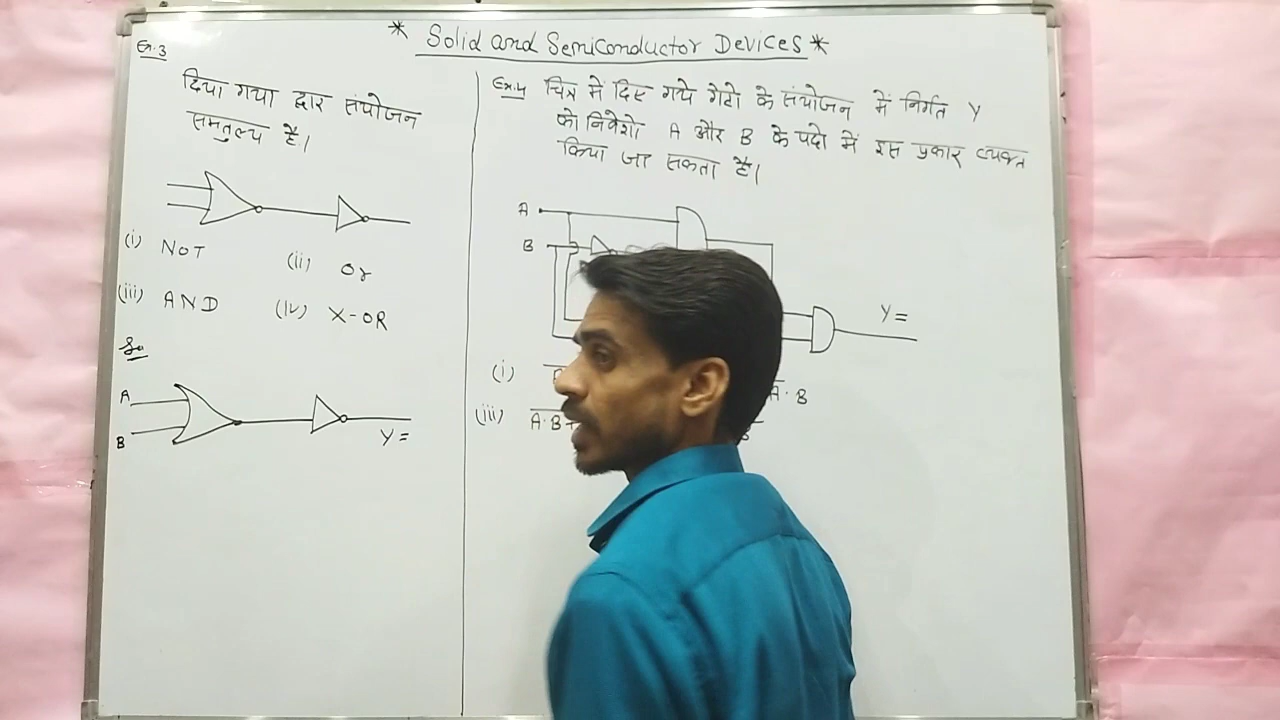 * Solid and Semiconductor Devices *
Ex.3
दिया गया द्वार संयोजन
समतुल्य है।
(i) NOT
(ii) Or
(iii) AND
(iv) X-OR
So
A
B
Y =
Ex.4 चित्र में दिए गये गेटो के संयोजन में निर्गत Y
को निवेशो A और B के पदो में इस प्रकार व्यक्त
किया जा सकता है।
A
B
Y =
(i)
A · B
(iii) A·B+